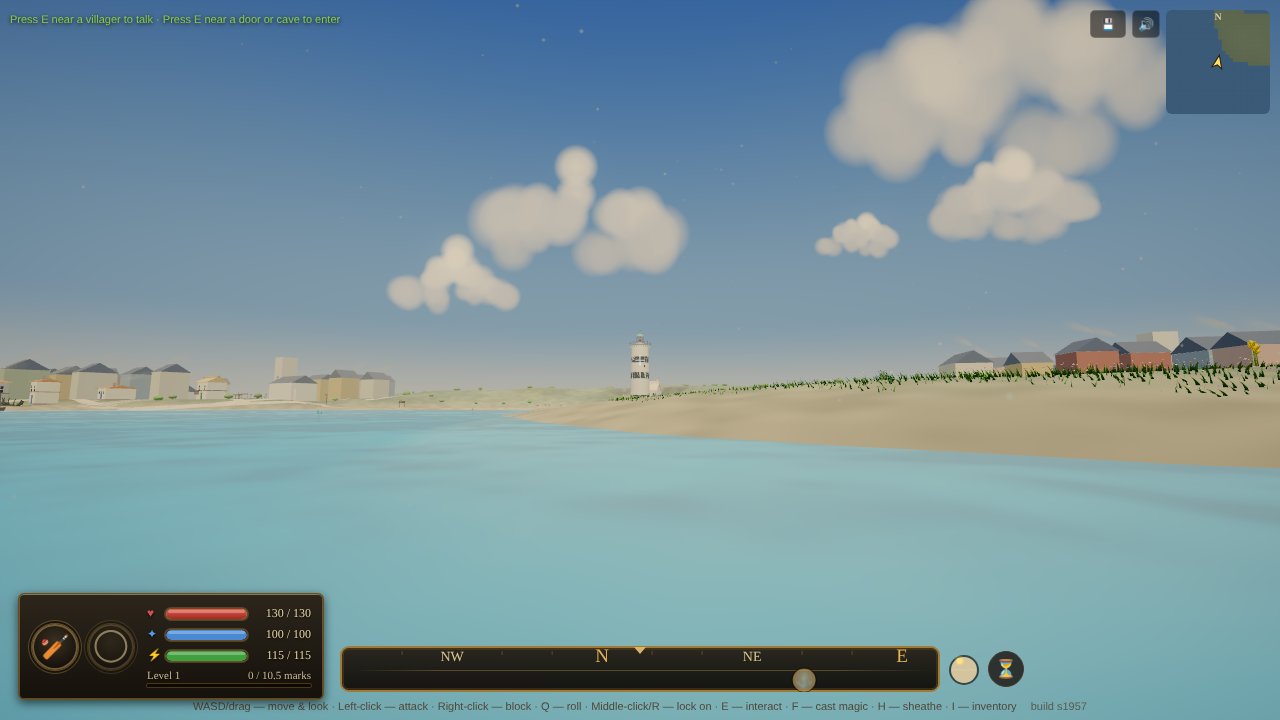 Press E near a villager to talk · Press E near a door or cave to enter
N
130 / 130
100 / 100
115 / 115
Level 1 0 / 10,5 marks
NW N NE E
WASD/drag — move & look · Left-click — attack · Right-click — block · Q — roll · Middle-click/R — lock on · E — interact · F — cast magic · H — sheathe · I — inventory build s1957